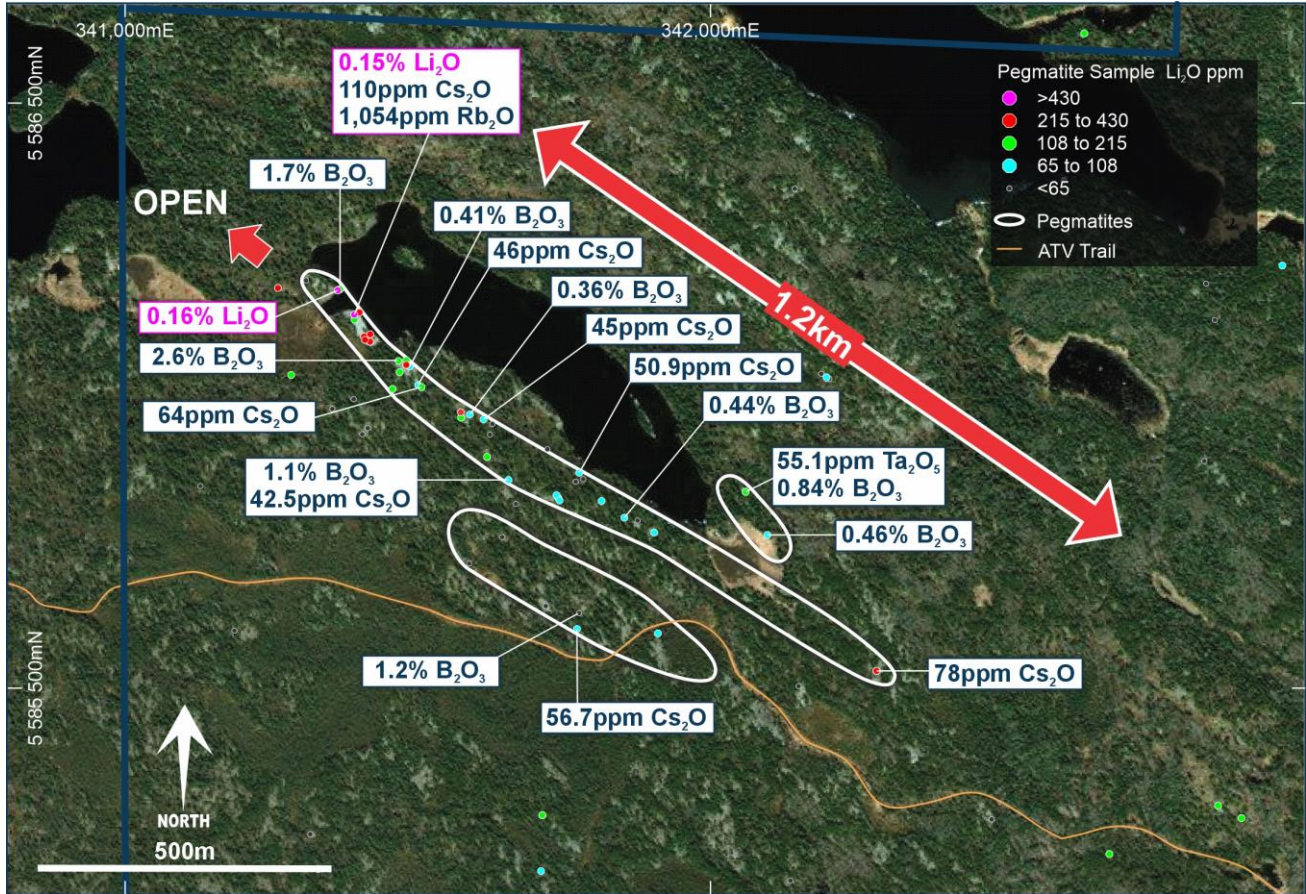 341,000mE
342,000mE
5 586 500mN
5 585 500mN
Pegmatite Sample Li₂O ppm
>430
215 to 430
108 to 215
65 to 108
<65
Pegmatites
ATV Trail
0.15% Li₂O
110ppm Cs₂O
1,054ppm Rb₂O
1.7% B₂O₃
OPEN
0.41% B₂O₃
46ppm Cs₂O
0.36% B₂O₃
45ppm Cs₂O
1.2km
0.16% Li₂O
2.6% B₂O₃
50.9ppm Cs₂O
0.44% B₂O₃
64ppm Cs₂O
55.1ppm Ta₂O₅
0.84% B₂O₃
1.1% B₂O₃
42.5ppm Cs₂O
0.46% B₂O₃
1.2% B₂O₃
78ppm Cs₂O
56.7ppm Cs₂O
NORTH
500m